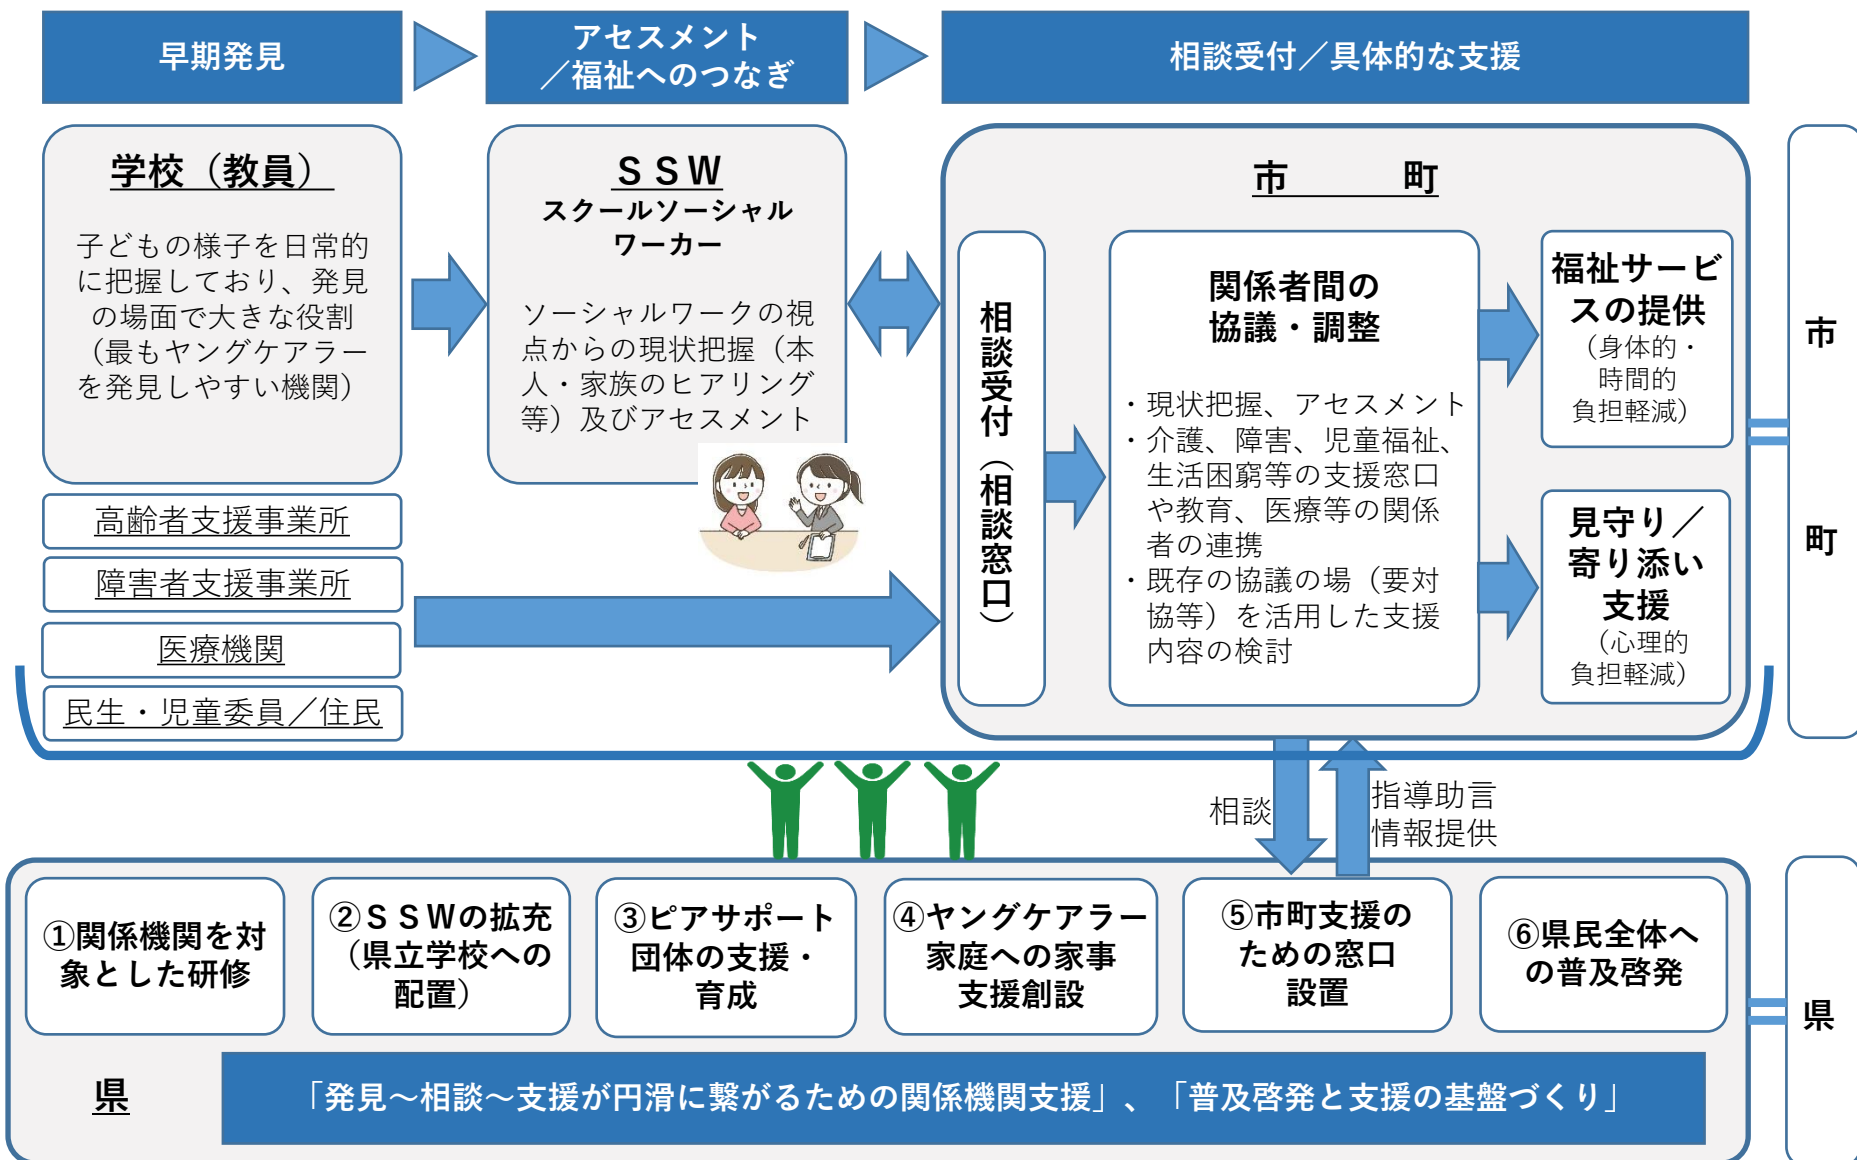 早期発見
アセスメント
／福祉へのつなぎ
相談受付／具体的な支援
学校（教員）
子どもの様子を日常的
に把握しており、発見
の場面で大きな役割
（最もヤングケアラー
を発見しやすい機関）
高齢者支援事業所
障害者支援事業所
医療機関
民生・児童委員／住民
ＳＳＷ
スクールソーシャル
ワーカー
ソーシャルワークの視
点からの現状把握（本
人・家族のヒアリング
等）及びアセスメント
市　　町
相談受付（相談窓口）
関係者間の
協議・調整
・現状把握、アセスメント
・介護、障害、児童福祉、
生活困窮等の支援窓口
や教育、医療等の関係
者の連携
・既存の協議の場（要対
協等）を活用した支援
内容の検討
福祉サービ
スの提供
（身体的・
時間的
負担軽減）
見守り／
寄り添い
支援
（心理的
負担軽減）
市　　町
相談
指導助言
情報提供
①関係機関を対
象とした研修
②ＳＳＷの拡充
（県立学校への
配置）
③ピアサポート
団体の支援・
育成
④ヤングケアラー
家庭への家事
支援創設
⑤市町支援の
ための窓口
設置
⑥県民全体へ
の普及啓発
県
県
「発見～相談～支援が円滑に繋がるための関係機関支援」、「普及啓発と支援の基盤づくり」